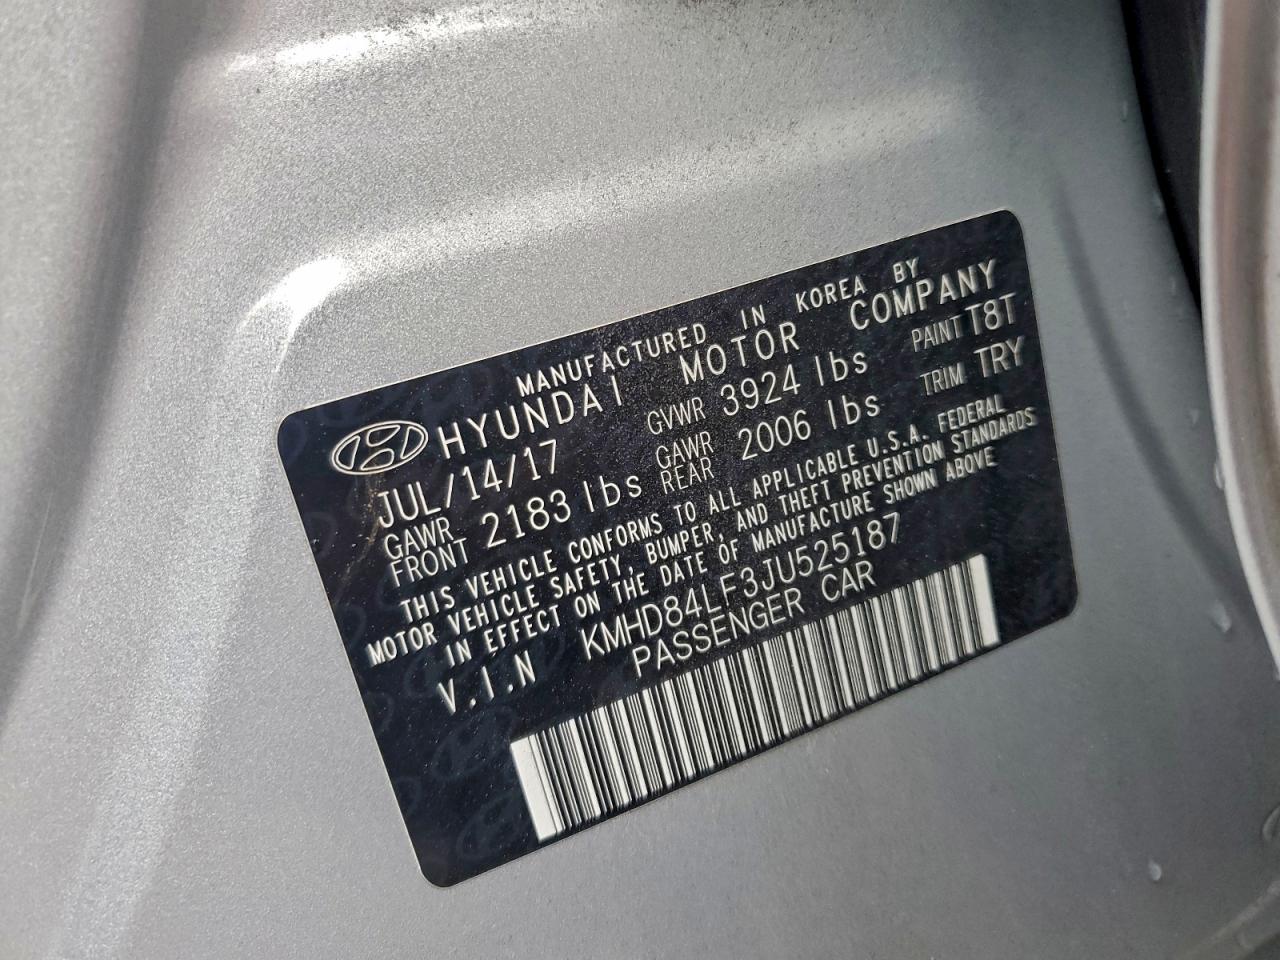 MANUFACTURED IN KOREA BY
HYUNDAI MOTOR COMPANY
JUL/14/17 GVWR 3924 lbs PAINT T8T
GAWR FRONT 2183 lbs GAWR REAR 2006 lbs TRIM TRY
THIS VEHICLE CONFORMS TO ALL APPLICABLE U.S.A. FEDERAL
MOTOR VEHICLE SAFETY, BUMPER, AND THEFT PREVENTION STANDARDS
IN EFFECT ON THE DATE OF MANUFACTURE SHOWN ABOVE
V.I.N KMHD84LF3JU525187
PASSENGER CAR